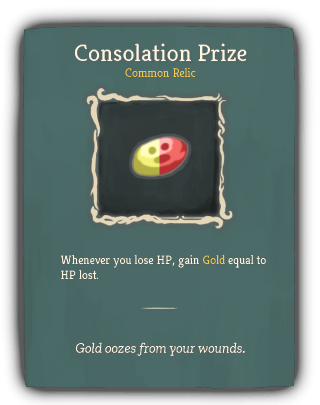 Consolation Prize
Common Relic
Whenever you lose HP, gain Gold equal to
HP lost.
Gold oozes from your wounds.